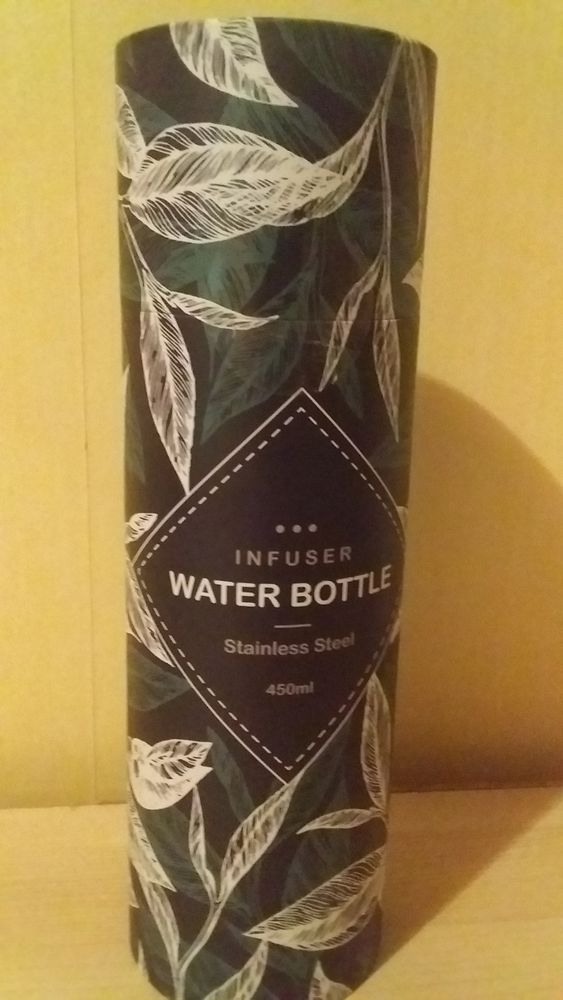 INFUSER
WATER BOTTLE
Stainless Steel
450ml